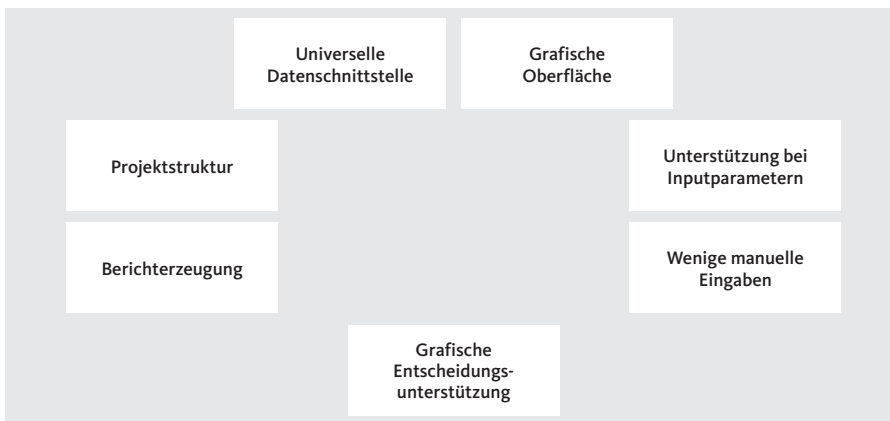 Universelle
Datenschnittstelle
Grafische
Oberfläche
Projektstruktur
Unterstützung bei
Inputparametern
Berichterzeugung
Wenige manuelle
Eingaben
Grafische
Entscheidungs-
unterstützung